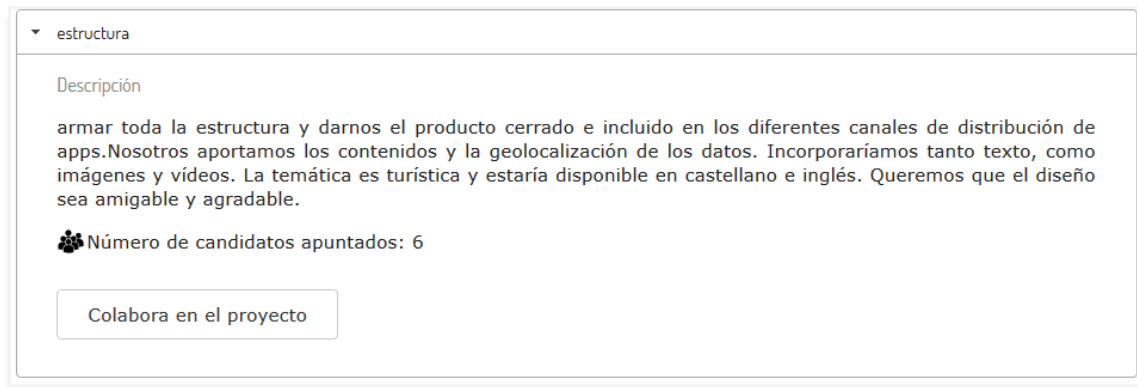 estructura
Descripción
armar toda la estructura y darnos el producto cerrado e incluido en los diferentes canales de distribución de
apps.Nosotros aportamos los contenidos y la geolocalización de los datos. Incorporaríamos tanto texto, como
imágenes y vídeos. La temática es turística y estaría disponible en castellano e inglés. Queremos que el diseño
sea amigable y agradable.
Número de candidatos apuntados: 6
Colabora en el proyecto